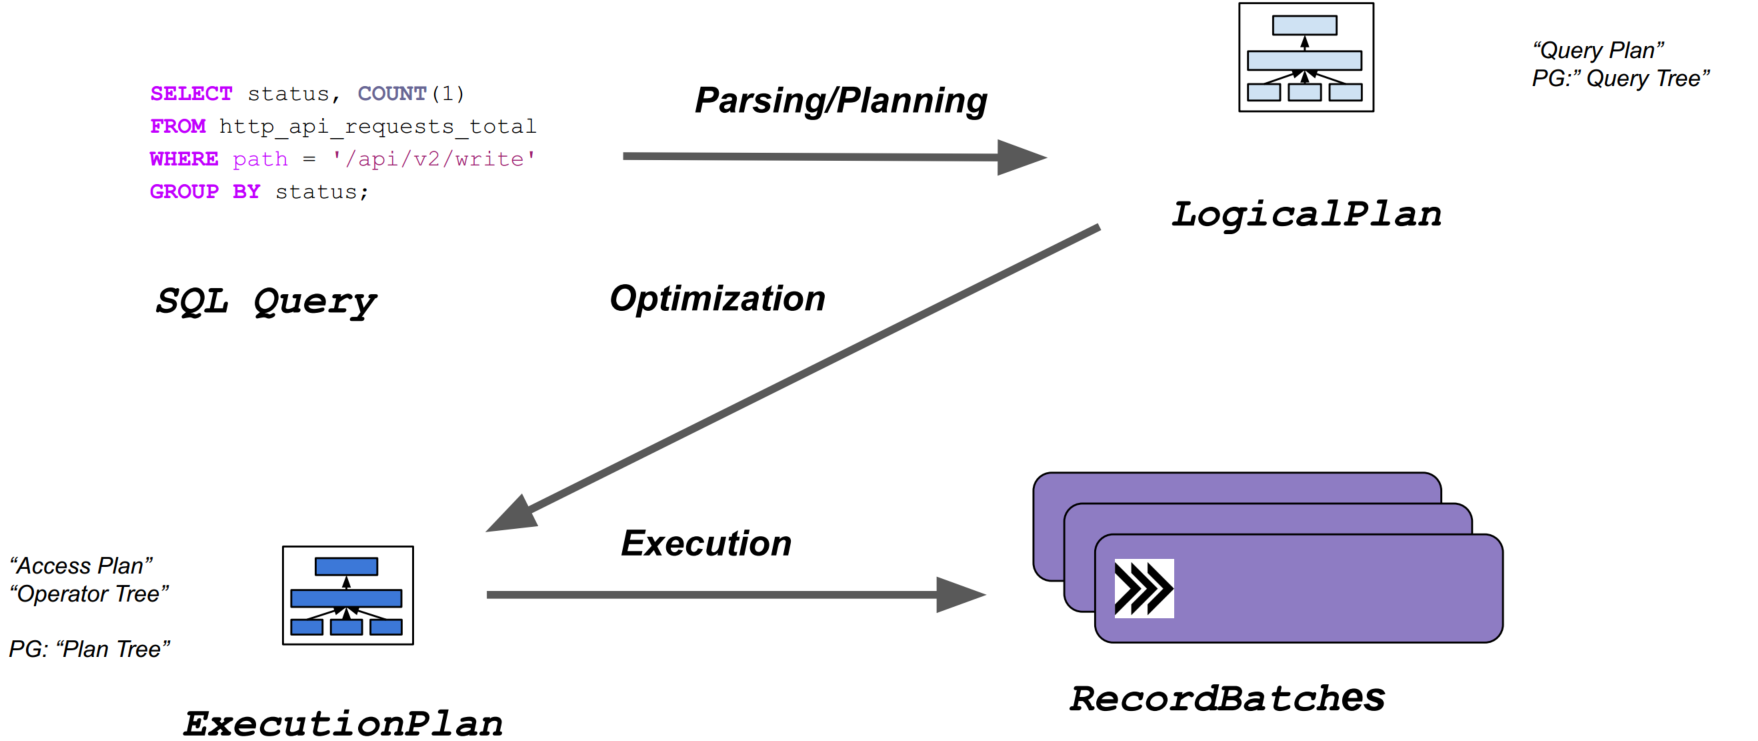 SELECT status, COUNT(1)
FROM http_api_requests_total
WHERE path = '/api/v2/write'
GROUP BY status;
SQL Query
Parsing/Planning
“Query Plan”
PG:” Query Tree”
LogicalPlan
Optimization
“Access Plan”
“Operator Tree”
PG: “Plan Tree”
ExecutionPlan
Execution
RecordBatches